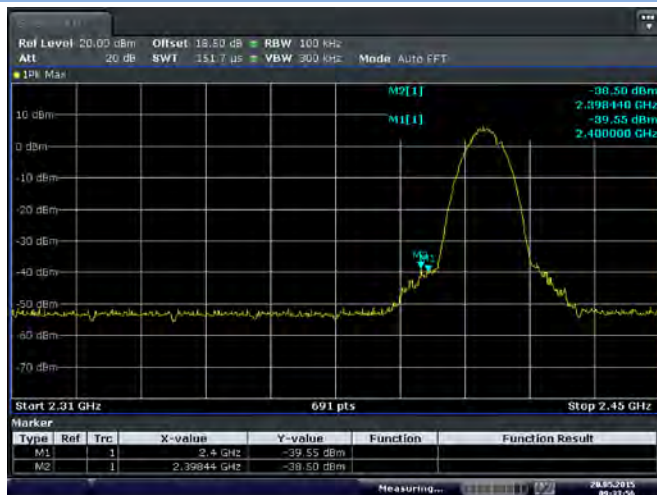 Ref Level 20.00 dBm Offset 18.50 dB RBW 100 kHz
Att 20 dB SWT 151.7 µs VBW 300 kHz Mode Auto FFT
1Pk Max
M2[1] -38.50 dBm
2.398440 GHz
M1[1] -39.55 dBm
2.400000 GHz
10 dBm
0 dBm
-10 dBm
-20 dBm
-30 dBm
-40 dBm
-50 dBm
-60 dBm
-70 dBm
Start 2.31 GHz 691 pts Stop 2.45 GHz
Marker
Type Ref Trc X-value Y-value Function Function Result
M1 1 2.4 GHz -39.55 dBm
M2 1 2.39844 GHz -38.50 dBm
Measuring... 28.05.2015